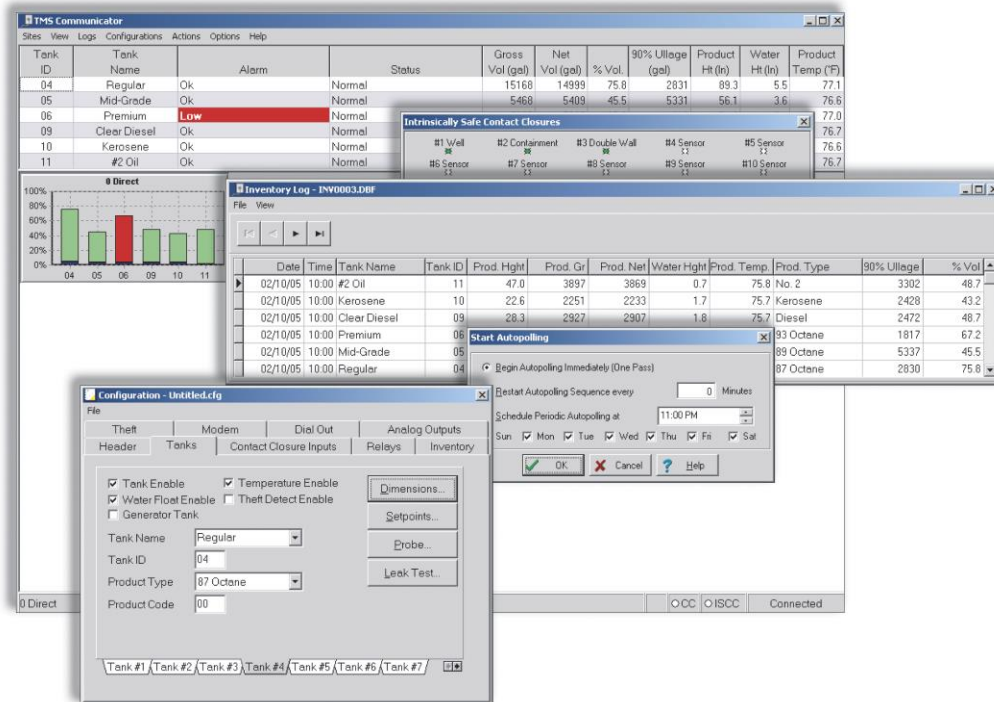 TMS Communicator
Sites View Logs Configurations Actions Options Help
Tank ID Tank Name Alarm Status Gross Vol (gal) Net Vol (gal) % Vol. 90% Ullage (gal) Product Ht (In) Water Ht (In) Product Temp (°F)
04 Regular Ok Normal 15168 14999 75.8 2831 89.3 5.5 77.1
05 Mid-Grade Ok Normal 5468 5409 45.5 5331 56.1 3.6 76.6
06 Premium Low Normal 77.0
09 Clear Diesel Ok Normal 76.7
10 Kerosene Ok Normal 76.6
11 #2 Oil Ok Normal 76.7
Intrinsically Safe Contact Closures
#1 Well #2 Containment #3 Double Wall #4 Sensor #5 Sensor
#6 Sensor #7 Sensor #8 Sensor #9 Sensor #10 Sensor
0 Direct
100%
80%
60%
40%
20%
0%
04 05 06 09 10 11
Inventory Log - INV0003.DBF
File View
Date Time Tank Name Tank ID Prod. Hght Prod. Gr Prod. Net Water Hght Prod. Temp. Prod. Type 90% Ullage % Vol
02/10/05 10:00 #2 Oil 11 47.0 3897 3869 0.7 75.8 No. 2 3302 48.7
02/10/05 10:00 Kerosene 10 22.6 2251 2233 1.7 75.7 Kerosene 2428 43.2
02/10/05 10:00 Clear Diesel 09 28.3 2927 2907 1.8 75.7 Diesel 2472 48.7
02/10/05 10:00 Premium 06 93 Octane 1817 67.2
02/10/05 10:00 Mid-Grade 05 89 Octane 5337 45.5
02/10/05 10:00 Regular 04 87 Octane 2830 75.8
Start Autopolling
Begin Autopolling Immediately (One Pass)
Restart Autopolling Sequence every 0 Minutes
Schedule Periodic Autopolling at 11:00 PM
Sun Mon Tue Wed Thu Fri Sat
OK Cancel Help
Configuration - Untitled.cfg
File
Theft Modem Dial Out Analog Outputs
Header Tanks Contact Closure Inputs Relays Inventory
Tank Enable Temperature Enable Dimensions...
Water Float Enable Theft Detect Enable
Generator Tank Setpoints...
Tank Name Regular Probe...
Tank ID 04
Product Type 87 Octane Leak Test...
Product Code 00
Tank #1 Tank #2 Tank #3 Tank #4 Tank #5 Tank #6 Tank #7
0 Direct CC ISCC Connected